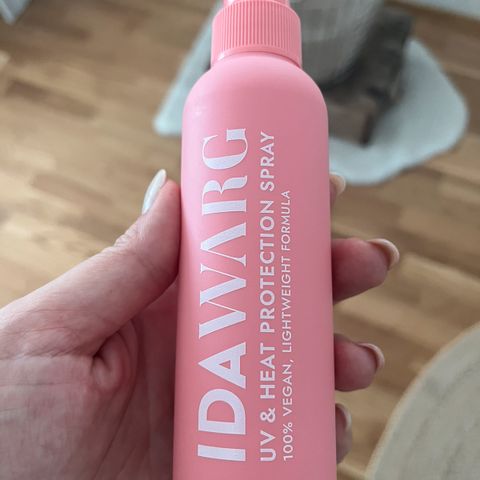 IDA WARG
UV & HEAT PROTECTION SPRAY
100% VEGAN, LIGHTWEIGHT FORMULA